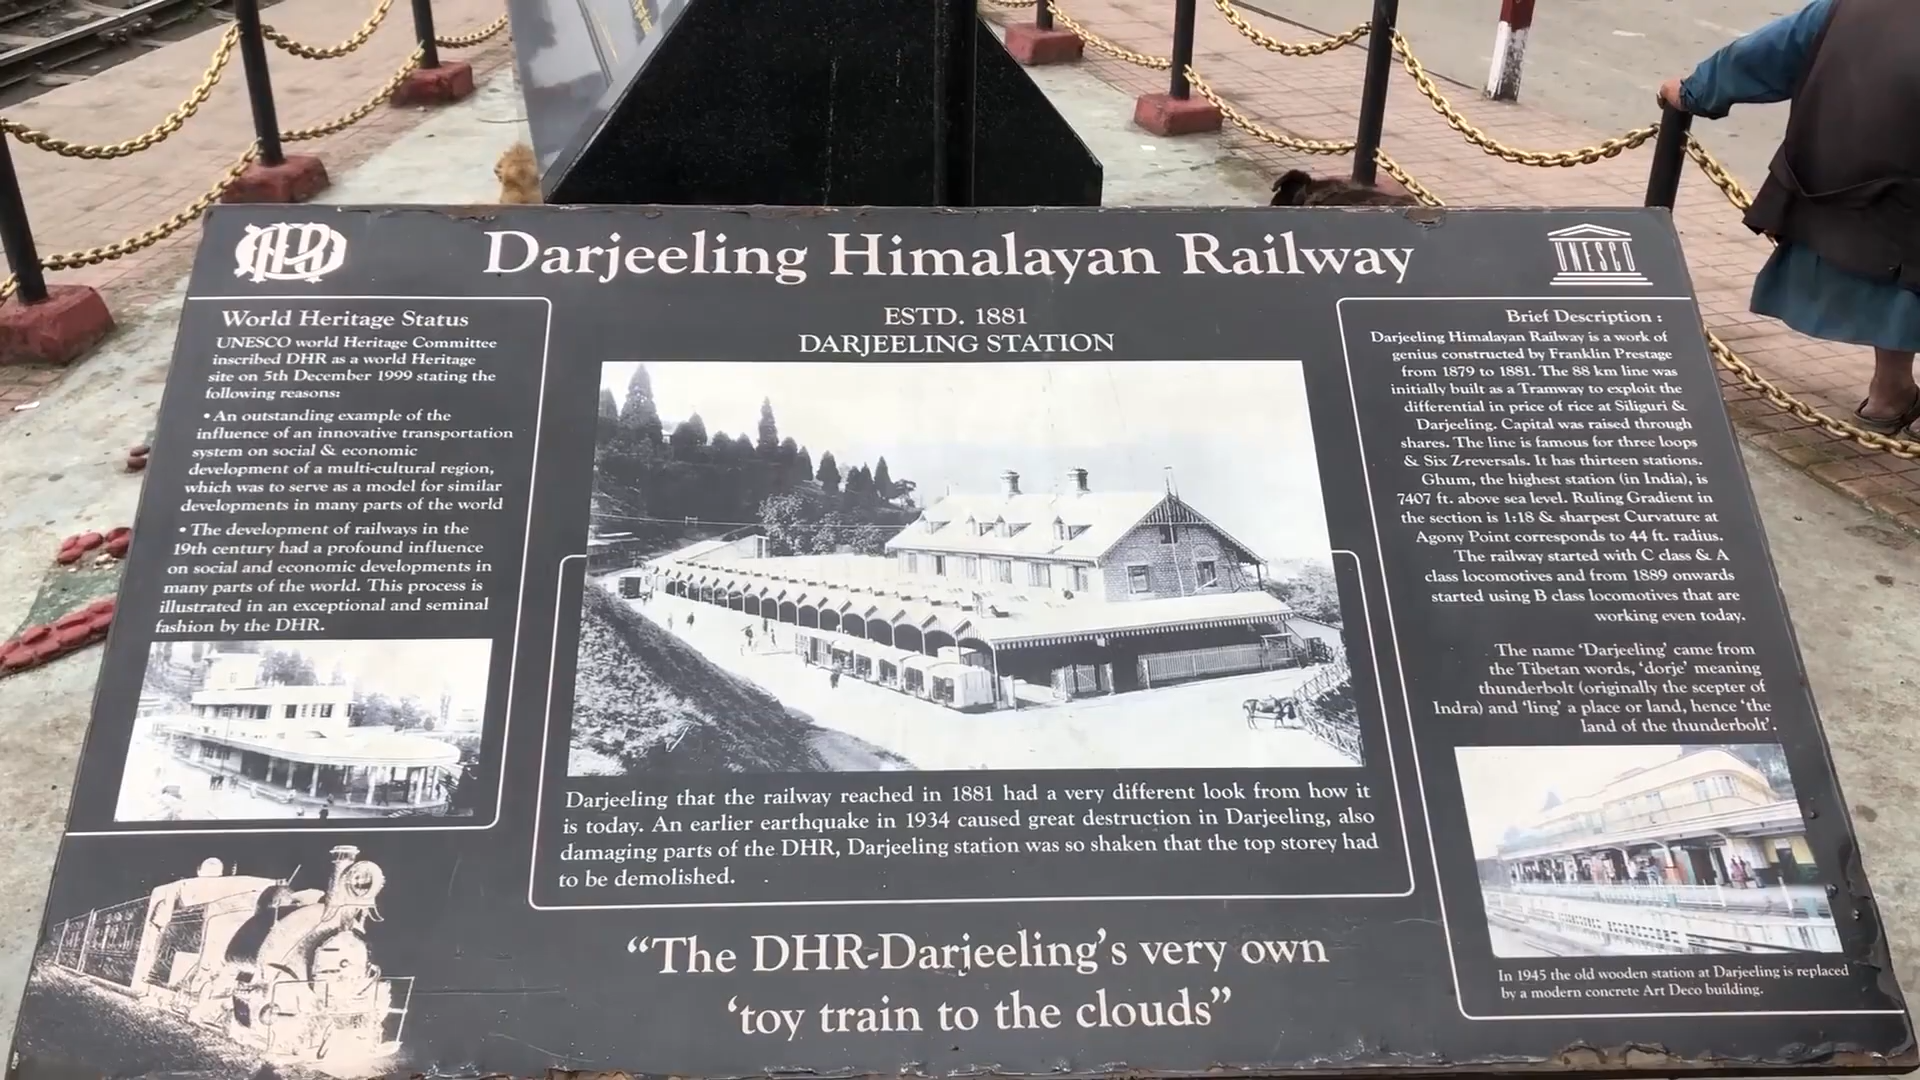 DHR
Darjeeling Himalayan Railway
UNESCO
ESTD. 1881
DARJEELING STATION
World Heritage Status
UNESCO world Heritage Committee
inscribed DHR as a world Heritage
site on 5th December 1999 stating the
following reasons:
• An outstanding example of the
influence of an innovative transportation
system on social & economic
development of a multi-cultural region,
which was to serve as a model for similar
developments in many parts of the world
• The development of railways in the
19th century had a profound influence
on social and economic developments in
many parts of the world. This process is
illustrated in an exceptional and seminal
fashion by the DHR.
Darjeeling that the railway reached in 1881 had a very different look from how it
is today. An earlier earthquake in 1934 caused great destruction in Darjeeling, also
damaging parts of the DHR, Darjeeling station was so shaken that the top storey had
to be demolished.
"The DHR-Darjeeling's very own
'toy train to the clouds"
Brief Description :
Darjeeling Himalayan Railway is a work of
genius constructed by Franklin Prestage
from 1879 to 1881. The 88 km line was
initially built as a Tramway to exploit the
differential in price of rice at Siliguri &
Darjeeling. Capital was raised through
shares. The line is famous for three loops
& Six Z-reversals. It has thirteen stations.
Ghum, the highest station (in India), is
7407 ft. above sea level. Ruling Gradient in
the section is 1:18 & sharpest Curvature at
Agony Point corresponds to 44 ft. radius.
The railway started with C class & A
class locomotives and from 1889 onwards
started using B class locomotives that are
working even today.
The name 'Darjeeling' came from
the Tibetan words, 'dorje' meaning
thunderbolt (originally the scepter of
Indra) and 'ling' a place or land, hence 'the
land of the thunderbolt'.
In 1945 the old wooden station at Darjeeling is replaced
by a modern concrete Art Deco building.